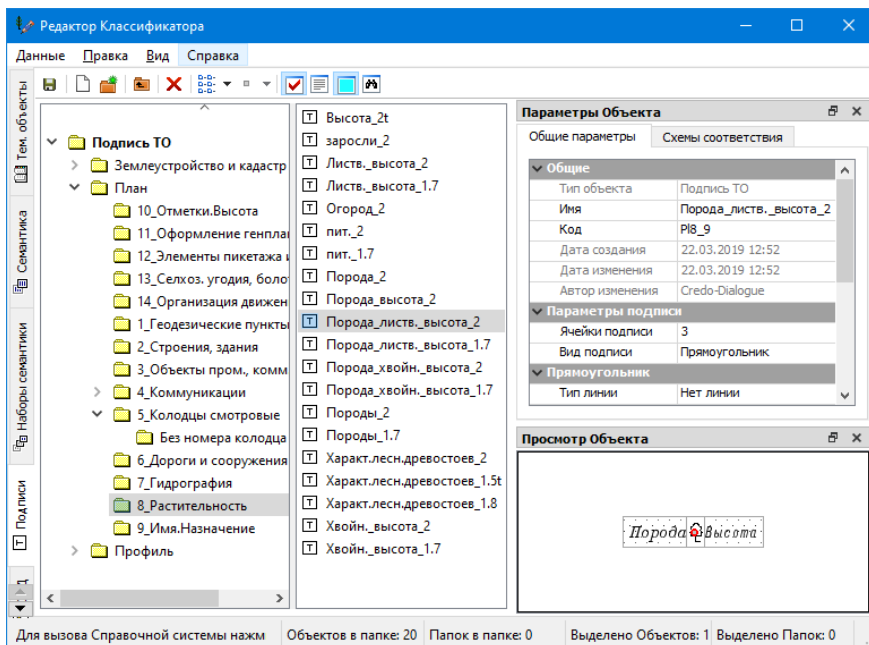 Редактор Классификатора
Данные Правка Вид Справка
Тем. объекты
Семантика
Наборы семантики
Подписи
Подпись ТО
Землеустройство и кадастр
План
10_Отметки.Высота
11_Оформление генпла
12_Элементы пикетажа и
13_Селхоз. угодия, боло
14_Организация движен
1_Геодезические пункты
2_Строения, здания
3_Объекты пром., комм
4_Коммуникации
5_Колодцы смотровые
Без номера колодца
6_Дороги и сооружения
7_Гидрография
8_Растительность
9_Имя.Назначение
Профиль
Высота_2t
заросли_2
Листв._высота_2
Листв._высота_1.7
Огород_2
пит._2
пит._1.7
Порода_2
Порода_высота_2
Порода_листв._высота_2
Порода_листв._высота_1.7
Порода_хвойн._высота_2
Порода_хвойн._высота_1.7
Породы_2
Породы_1.7
Характ.лесн.древостоев_2
Характ.лесн.древостоев_1.5t
Характ.лесн.древостоев_1.8
Хвойн._высота_2
Хвойн._высота_1.7
Параметры Объекта
Общие параметры Схемы соответствия
Общие
Тип объекта Подпись ТО
Имя Порода_листв._высота_2
Код Pl8_9
Дата создания 22.03.2019 12:52
Дата изменения 22.03.2019 12:52
Автор изменения Credo-Dialogue
Параметры подписи
Ячейки подписи 3
Вид подписи Прямоугольник
Прямоугольник
Тип линии Нет линии
Просмотр Объекта
Порода Высота
Для вызова Справочной системы нажм Объектов в папке: 20 Папок в папке: 0 Выделено Объектов: 1 Выделено Папок: 0